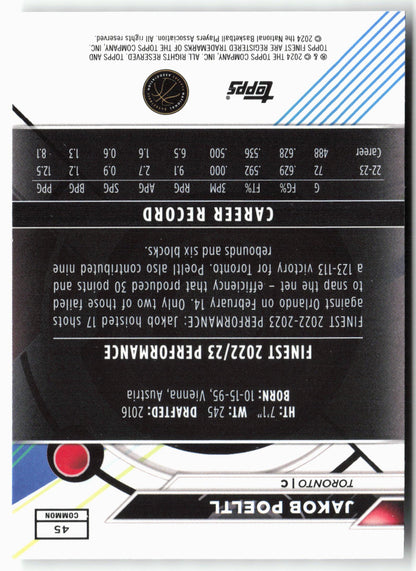 45
COMMON
JAKOB POELTL
TORONTO | C
HT: 7'1" WT: 245 DRAFTED: 2016
BORN: 10-15-95, Vienna, Austria
FINEST 2022/23 PERFORMANCE
FINEST 2022-2023 PERFORMANCE: Jakob hoisted 17 shots
against Orlando on February 14. Only two of those failed
to snap the net – efficiency that produced 30 points and
a 123-113 victory for Toronto. Poeltl also contributed nine
rebounds and six blocks.
CAREER RECORD
G FG% FT% 3PM RPG APG SPG BPG PPG
22-23 72 .629 .592 .000 9.1 2.7 0.9 1.2 12.5
Career 488 .628 .536 .500 6.5 1.6 0.6 1.3 8.1
topps
® & © 2024 THE TOPPS COMPANY, INC. ALL RIGHTS RESERVED. TOPPS AND
TOPPS FINEST ARE REGISTERED TRADEMARKS OF THE TOPPS COMPANY, INC.
© 2024 the National Basketball Players Association. All rights reserved.